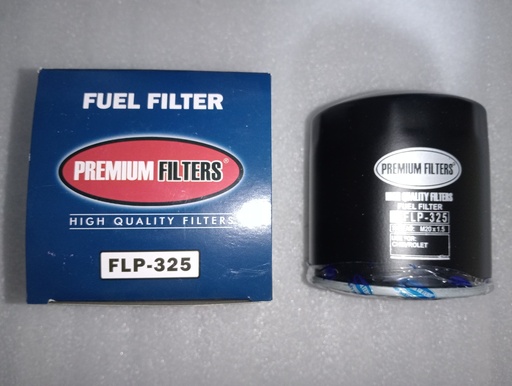 FUEL FILTER
PREMIUM FILTERS®
HIGH QUALITY FILTERS
FLP-325
PREMIUM FILTERS®
HIGH QUALITY FILTERS
FUEL FILTER
FLP-325
M20 x 1.5
CHEVROLET